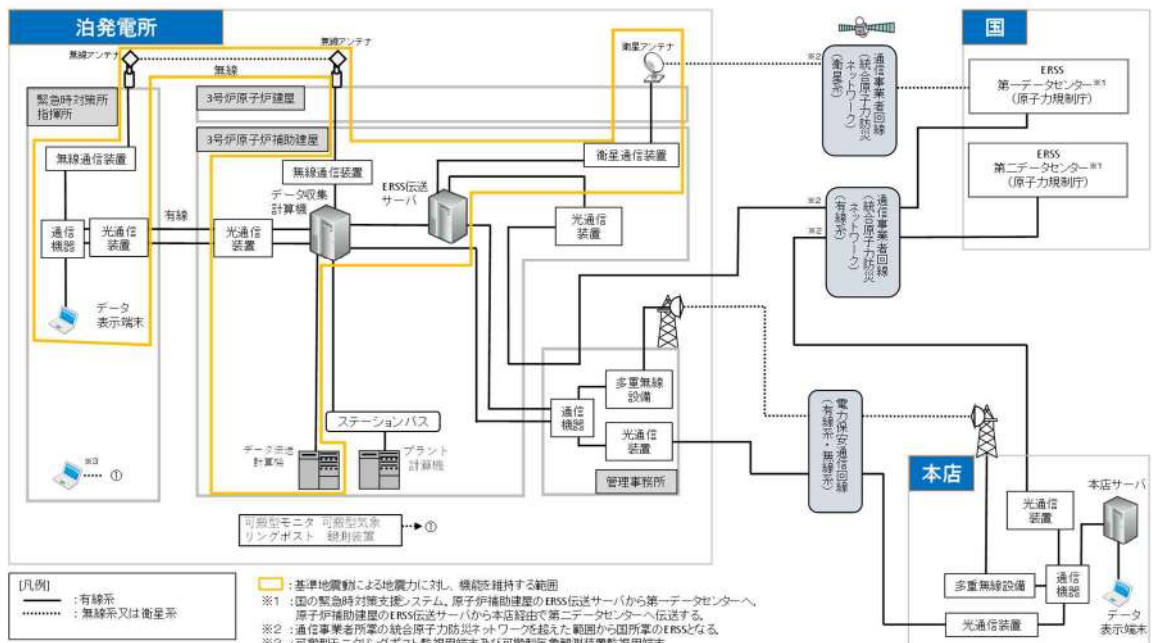 泊発電所
無線アンテナ
無線アンテナ
無線
衛星アンテナ
緊急時対策所
指揮所
3号炉原子炉建屋
3号炉原子炉補助建屋
無線通信装置
無線通信装置
衛星通信装置
データ収集
計算機
ERSS伝送
サーバ
有線
通信
機器
光通信
装置
光通信
装置
光通信
装置
データ
表示端末
多重無線
設備
通信
機器
光通信
装置
管理事務所
ステーションバス
データ伝送
計算機
プラント
計算機
※3
①
可搬型モニタ
リングポスト
可搬型気象
観測装置
①
※2
通信事業者回線
(統合原子力防災
ネットワーク)
(衛星系)
※2
※2
通信事業者回線
(統合原子力防災
ネットワーク)
(有線系)
電力保安通信回線
(有線系・無線系)
国
ERSS
第一データセンター※1
(原子力規制庁)
ERSS
第二データセンター※1
(原子力規制庁)
本店
本店サーバ
光通信
装置
多重無線設備
通信
機器
光通信装置
データ
表示端末
[凡例]
:有線系
:無線系又は衛星系
:基準地震動による地震力に対し、機能を維持する範囲
※1 :国の緊急時対策支援システム。原子炉補助建屋のERSS伝送サーバから第一データセンターへ、
原子炉補助建屋のERSS伝送サーバから本店経由で第二データセンターへ伝送する。
※2 :通信事業者所掌の統合原子力防災ネットワークを超えた範囲から国所掌のERSSとなる。